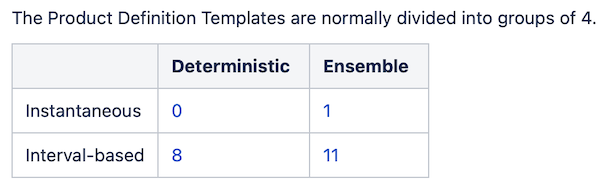 The Product Definition Templates are normally divided into groups of 4.
Deterministic Ensemble
Instantaneous 0 1
Interval-based 8 11